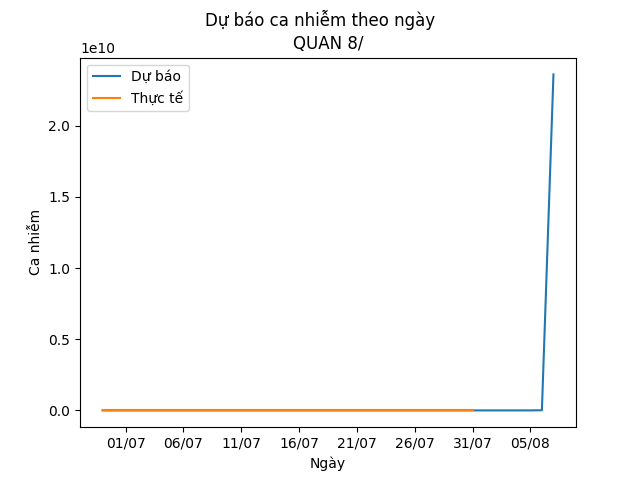 Dự báo ca nhiễm theo ngày
QUAN 8/
1e10
Dự báo
Thực tế
2.0
1.5
1.0
0.5
0.0
Ca nhiễm
01/07 06/07 11/07 16/07 21/07 26/07 31/07 05/08
Ngày